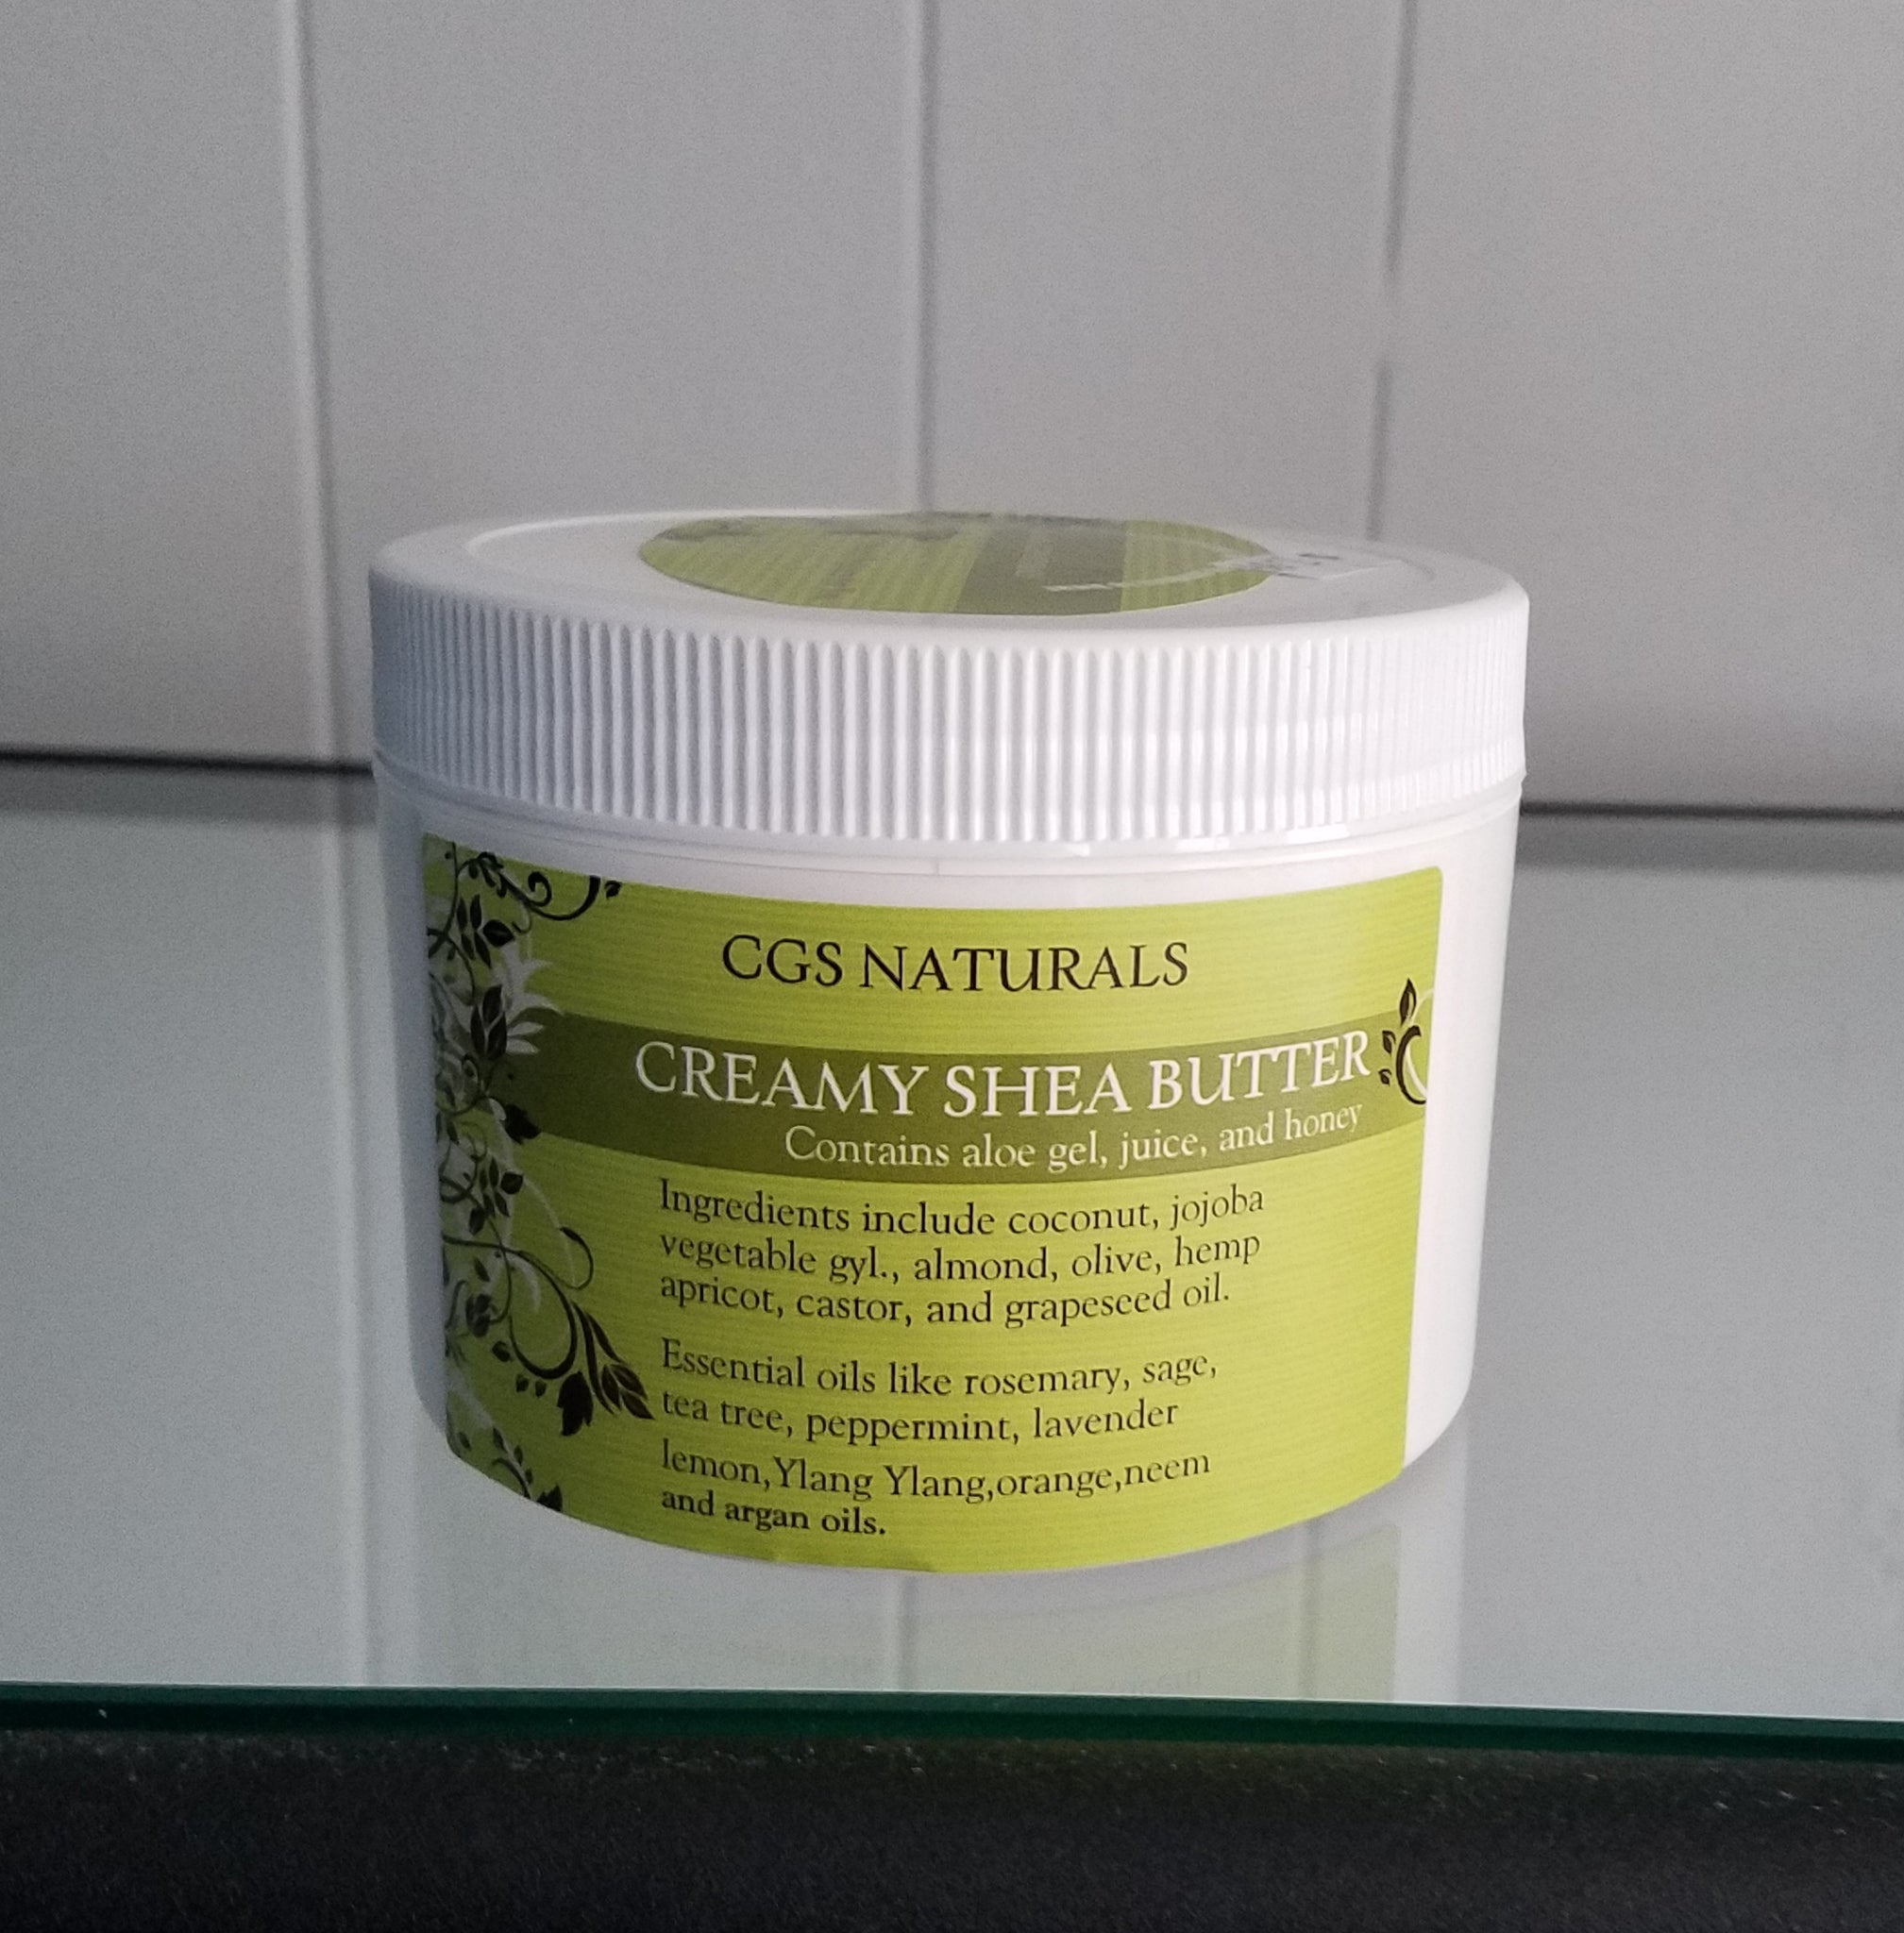 CGS NATURALS
CREAMY SHEA BUTTER
Contains aloe gel, juice, and honey
Ingredients include coconut, jojoba
vegetable gyl., almond, olive, hemp
apricot, castor, and grapeseed oil.
Essential oils like rosemary, sage,
tea tree, peppermint, lavender
lemon,Ylang Ylang,orange,neem
and argan oils.